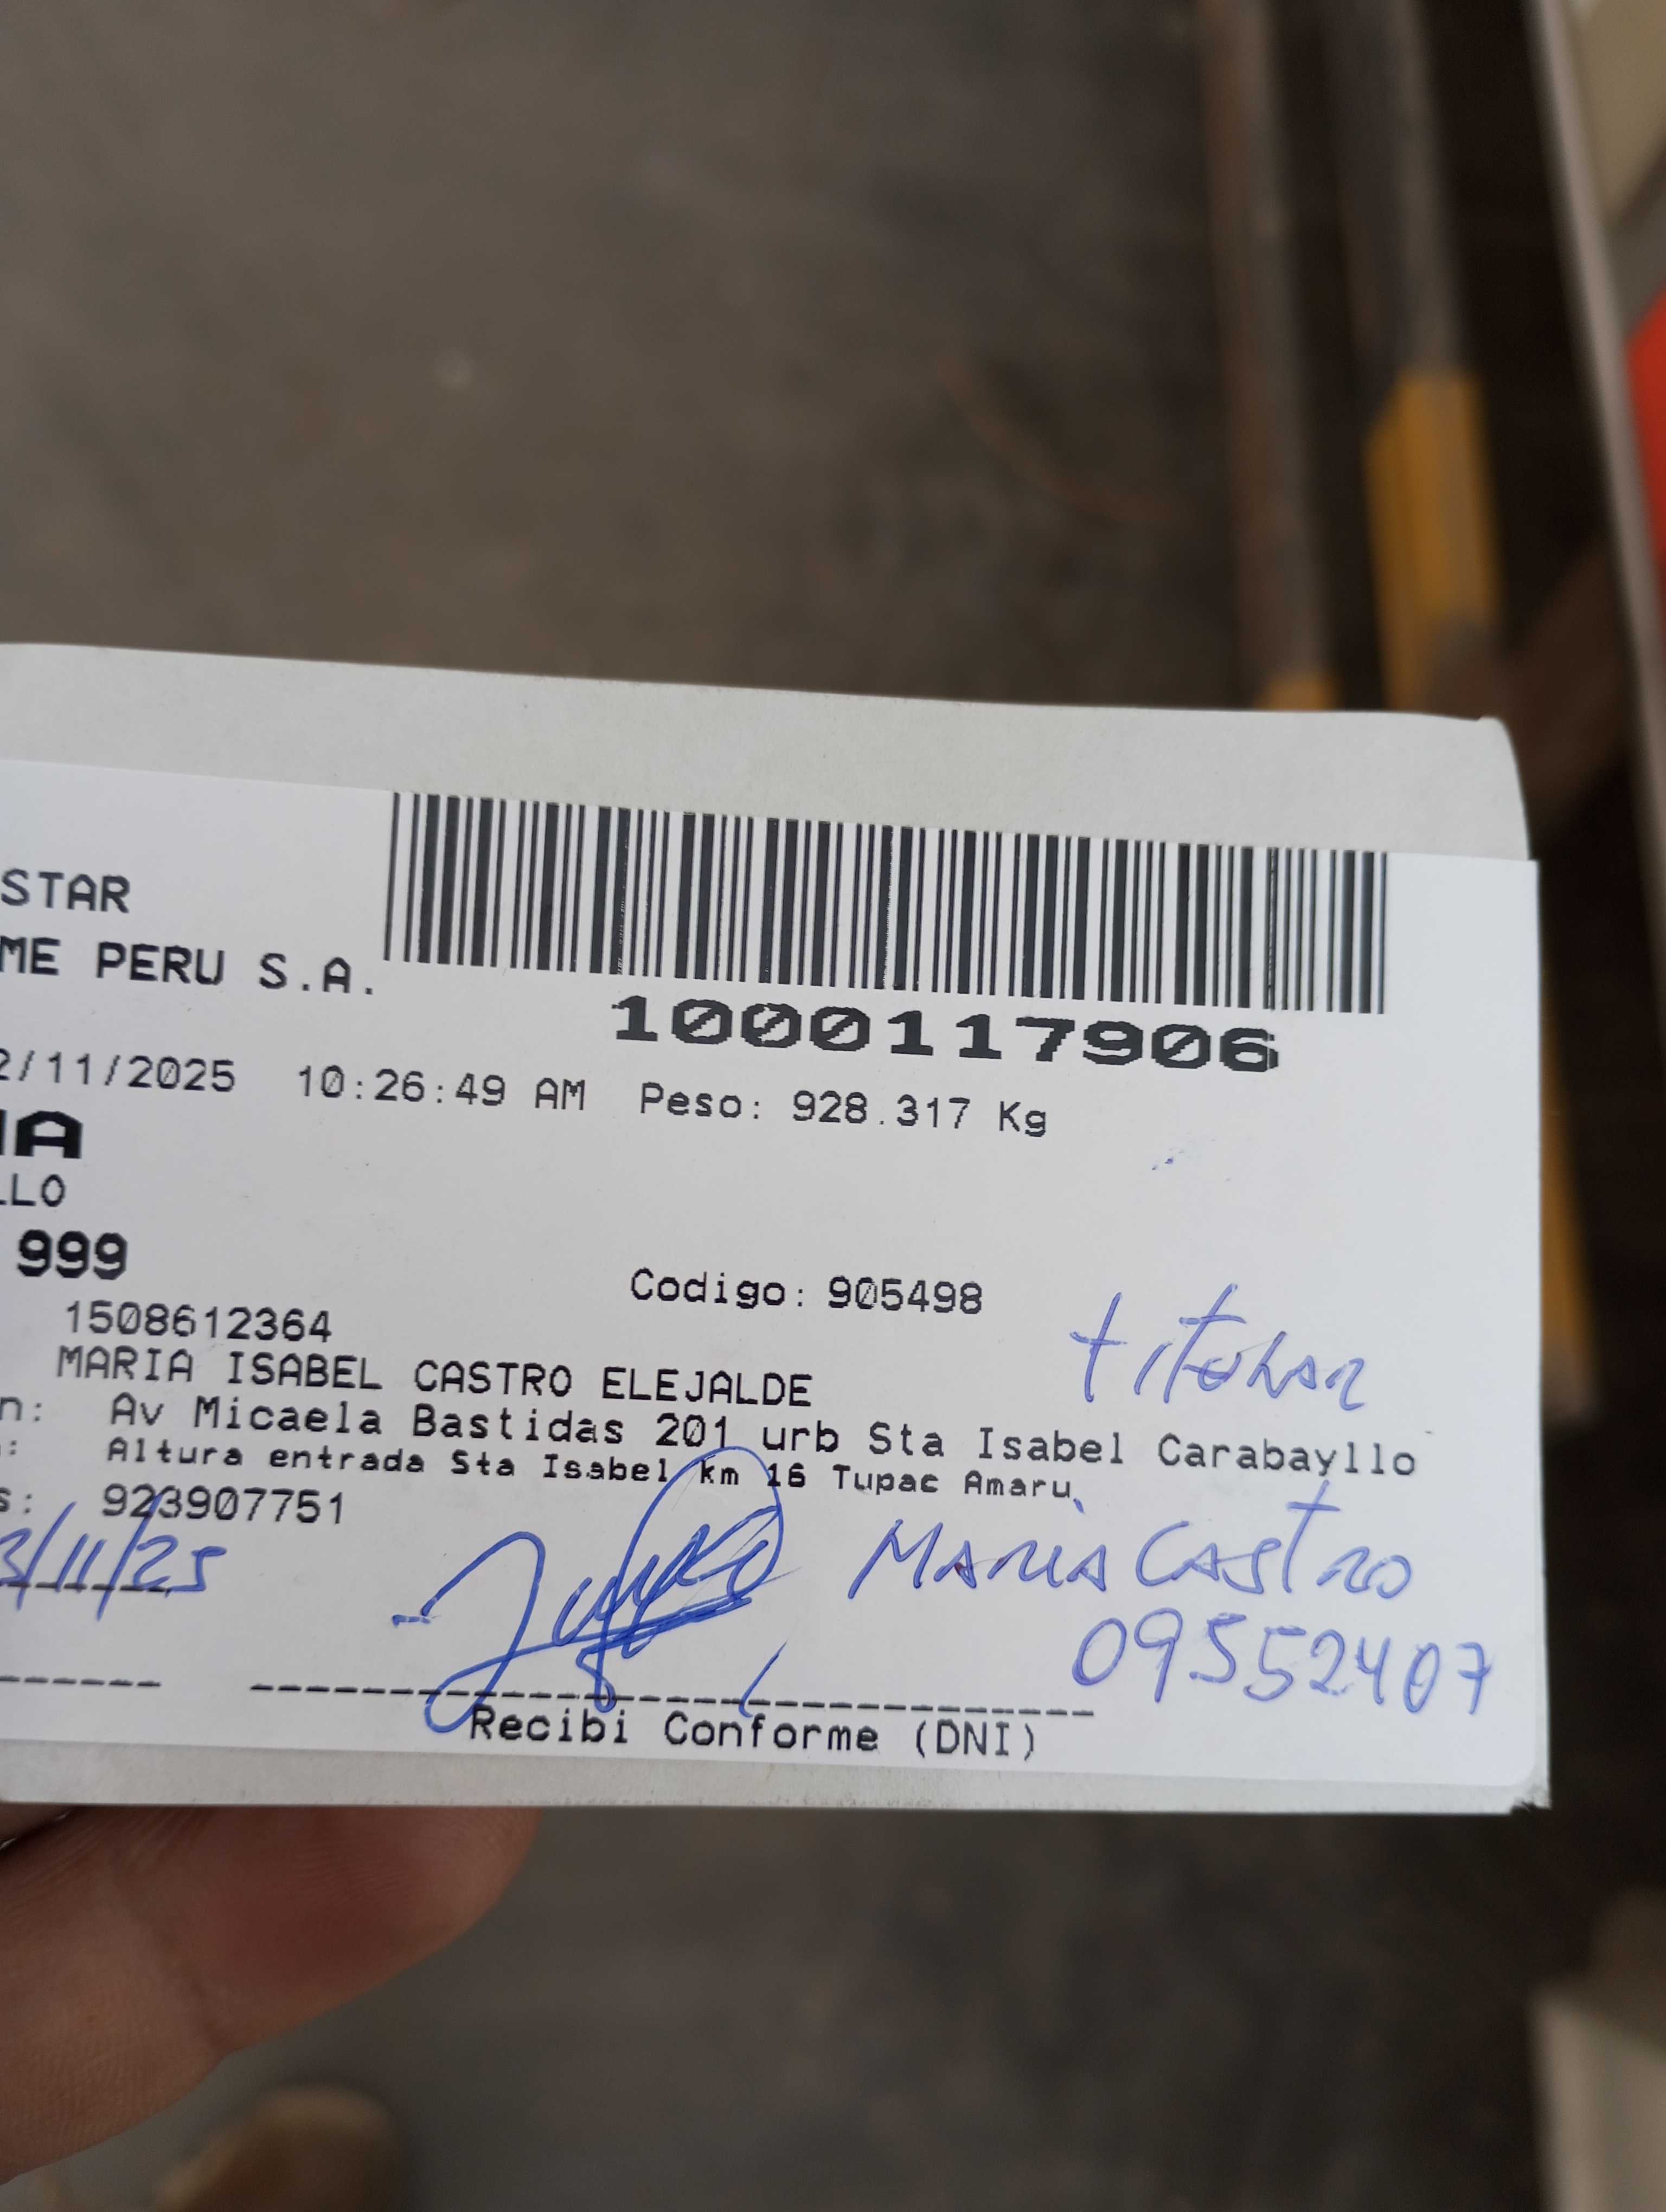 STAR
ME PERU S.A.
1000117906
2/11/2025 10:26:49 AM Peso: 928.317 Kg
IA
LLO
999
Codigo: 905498
1508612364
titular
MARIA ISABEL CASTRO ELEJALDE
n: Av Micaela Bastidas 201 urb Sta Isabel Carabayllo
: Altura entrada Sta Isabel km 16 Tupac Amaru
s: 923907751
3/11/25
Maria Castro
09552407
Recibi Conforme (DNI)